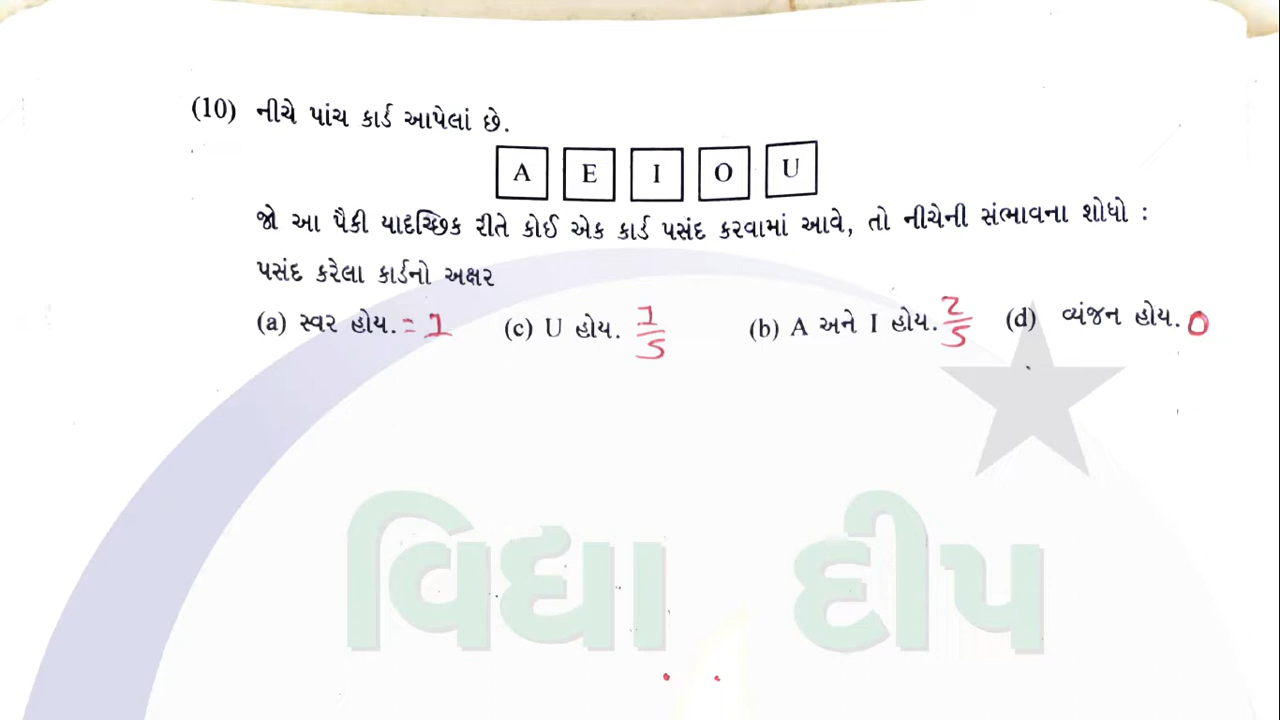 (10) નીચે પાંચ કાર્ડ આપેલાં છે.
A E I O U
જો આ પૈકી યાદચ્છિક રીતે કોઈ એક કાર્ડ પસંદ કરવામાં આવે, તો નીચેની સંભાવના શોધો :
પસંદ કરેલા કાર્ડનો અક્ષર
(a) સ્વર હોય. = 1 (c) U હોય. 1/5 (b) A અને I હોય. 2/5 (d) વ્યંજન હોય. 0
વિદ્યા દીપ